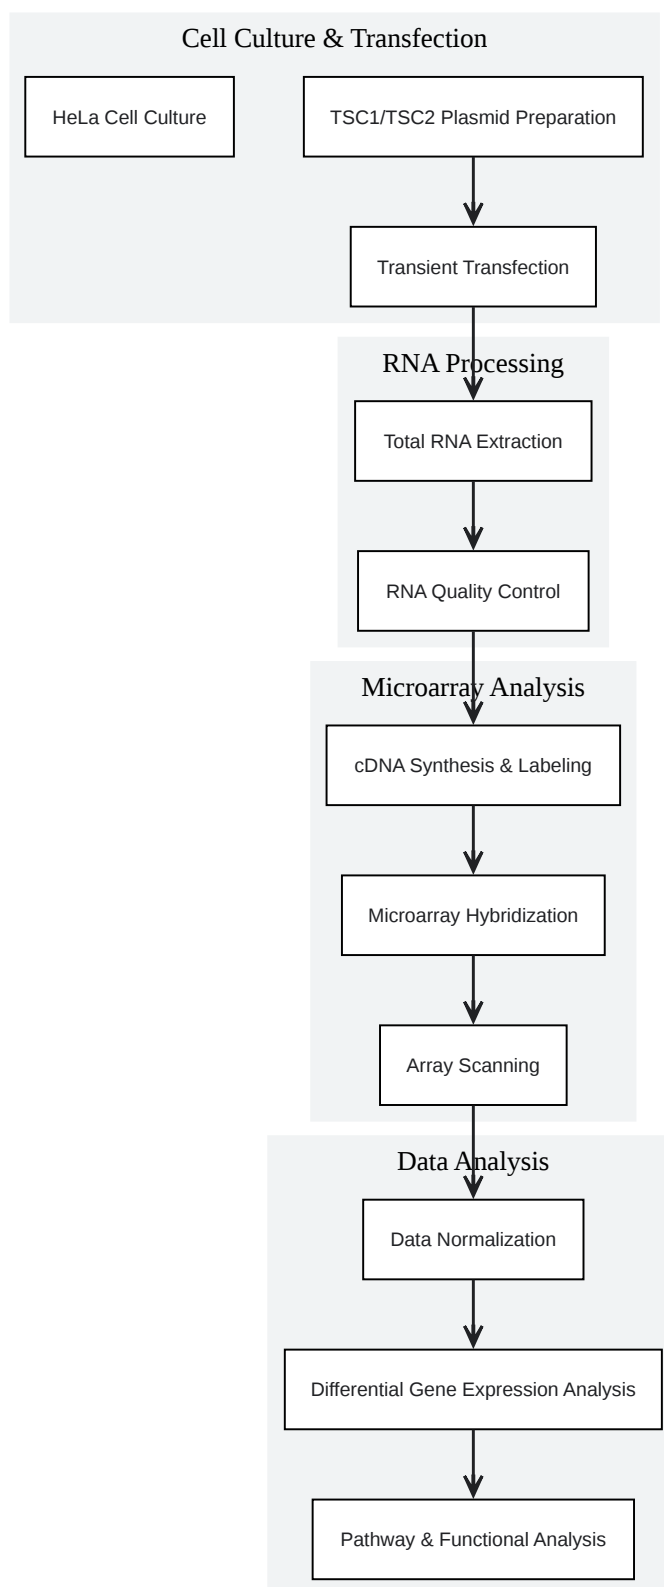 Cell Culture & Transfection
HeLa Cell Culture
TSC1/TSC2 Plasmid Preparation
Transient Transfection
RNA Processing
Total RNA Extraction
RNA Quality Control
Microarray Analysis
cDNA Synthesis & Labeling
Microarray Hybridization
Array Scanning
Data Analysis
Data Normalization
Differential Gene Expression Analysis
Pathway & Functional Analysis